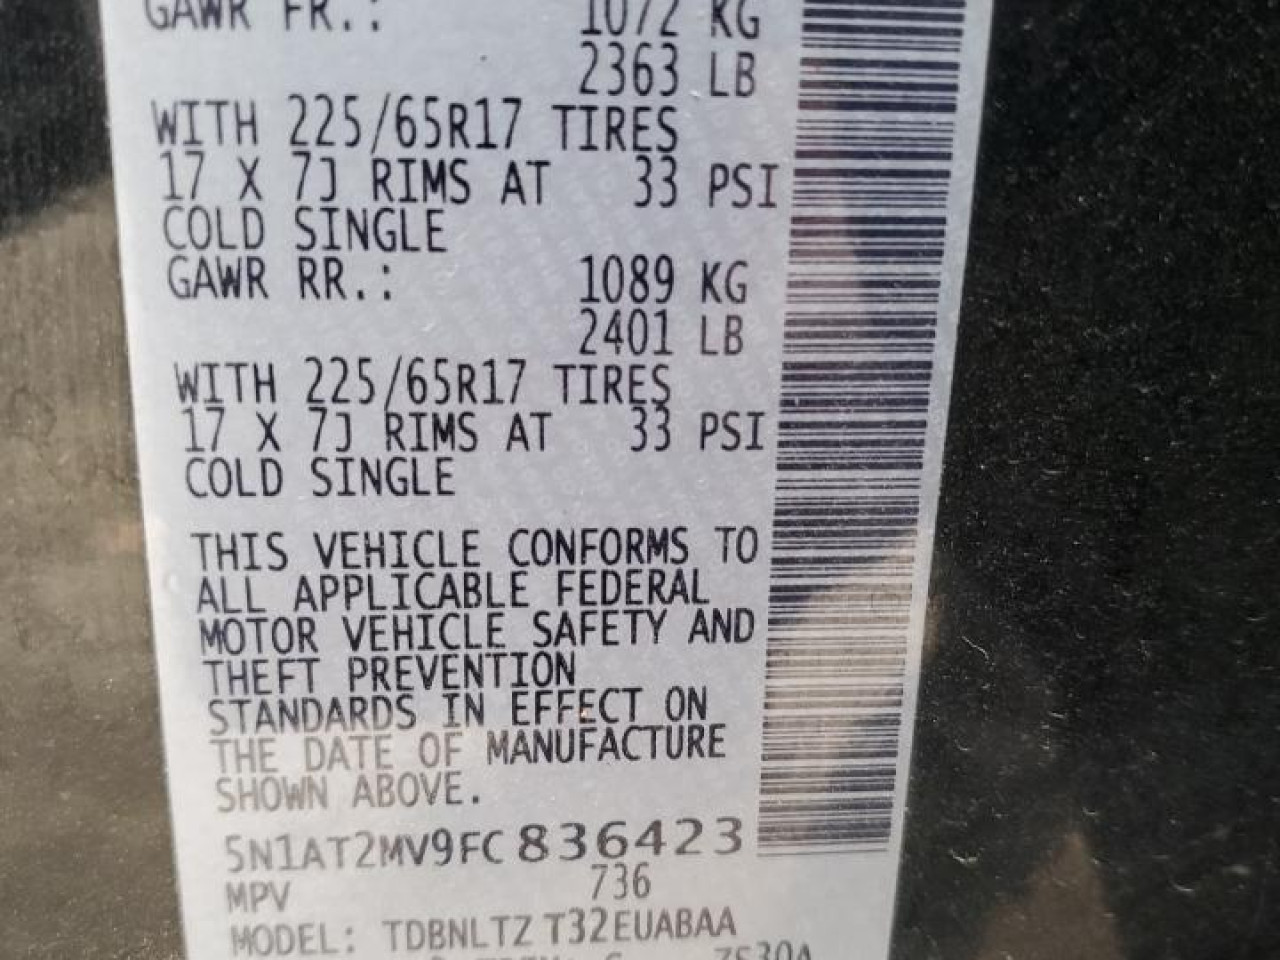 GAWR FR.: 1072 KG
2363 LB
WITH 225/65R17 TIRES
17 X 7J RIMS AT 33 PSI
COLD SINGLE
GAWR RR.: 1089 KG
2401 LB
WITH 225/65R17 TIRES
17 X 7J RIMS AT 33 PSI
COLD SINGLE
THIS VEHICLE CONFORMS TO
ALL APPLICABLE FEDERAL
MOTOR VEHICLE SAFETY AND
THEFT PREVENTION
STANDARDS IN EFFECT ON
THE DATE OF MANUFACTURE
SHOWN ABOVE.
5N1AT2MV9FC836423
MPV 736
MODEL: TDBNLTZ T32EUABAA